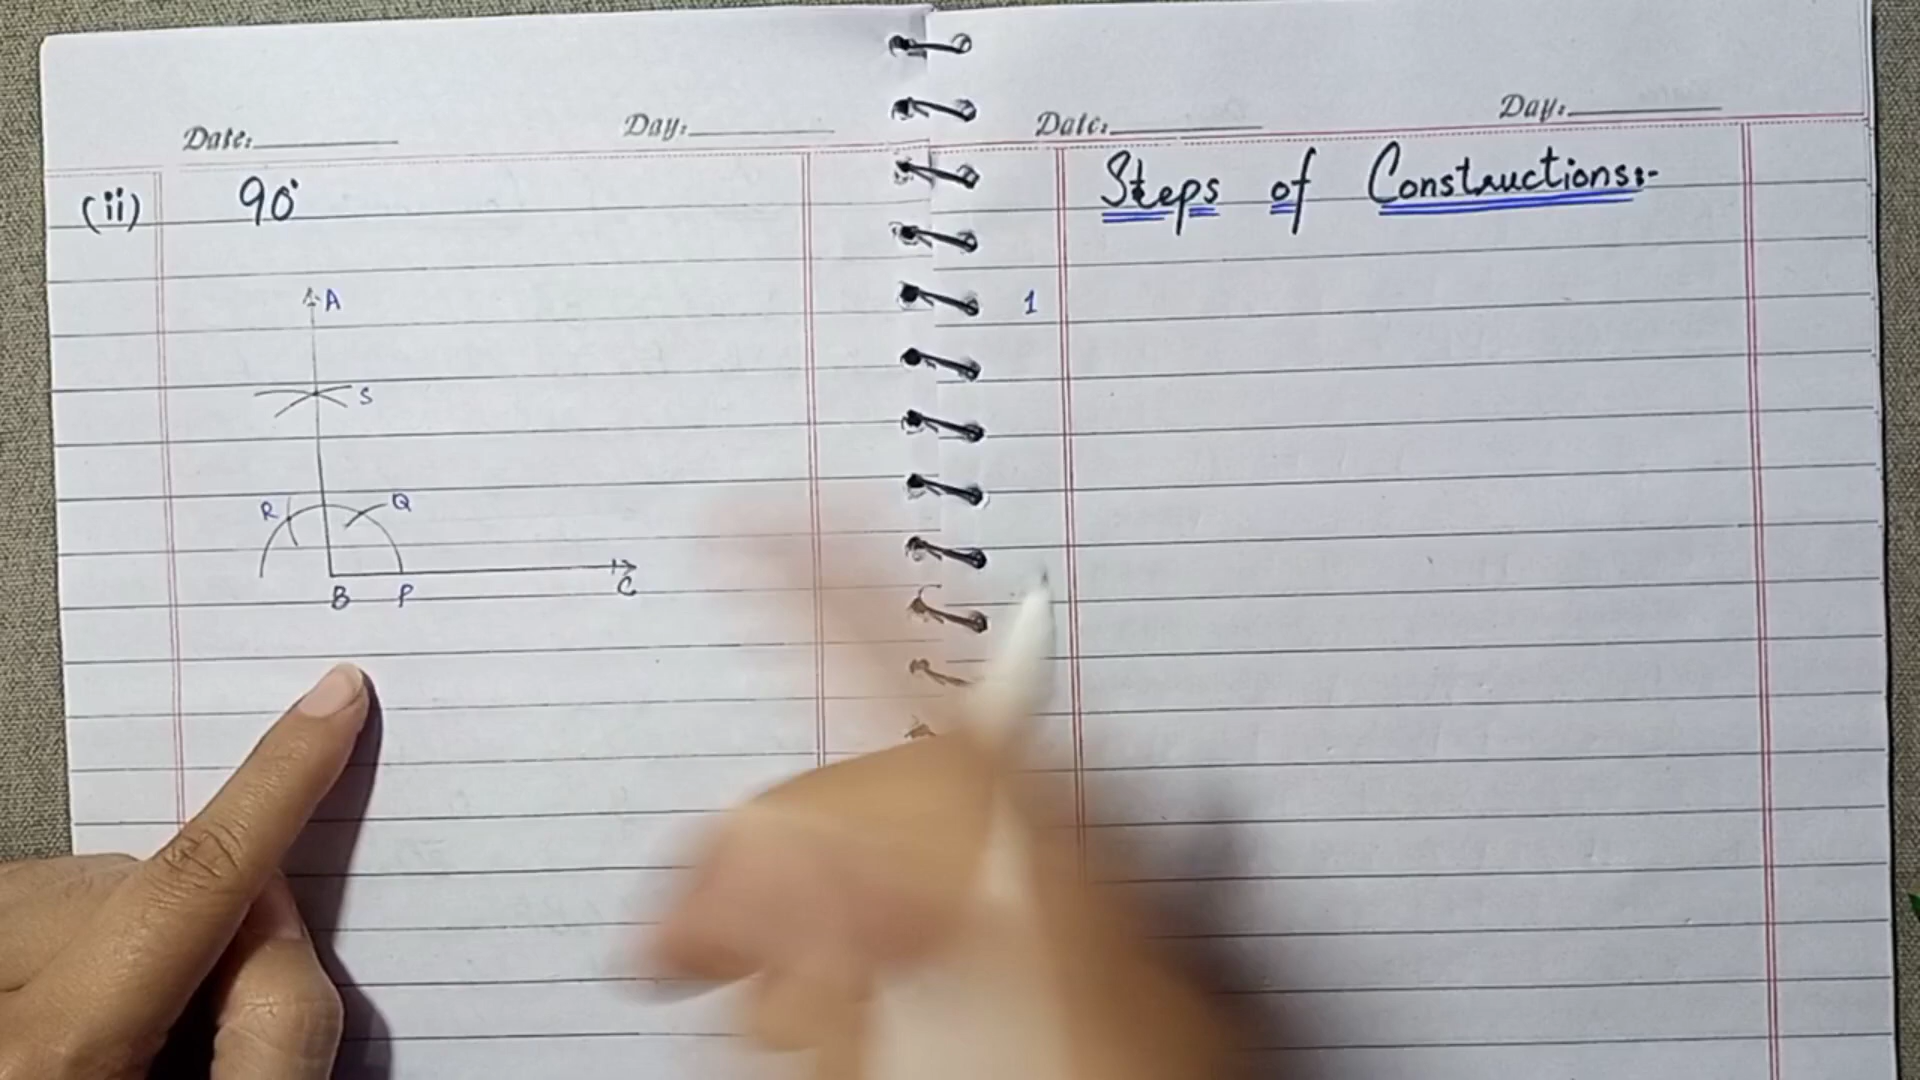 Date:
Day:
(ii) 90°
A
S
R
Q
B
P
C
Date:
Day:
Steps of Constructions:-
1